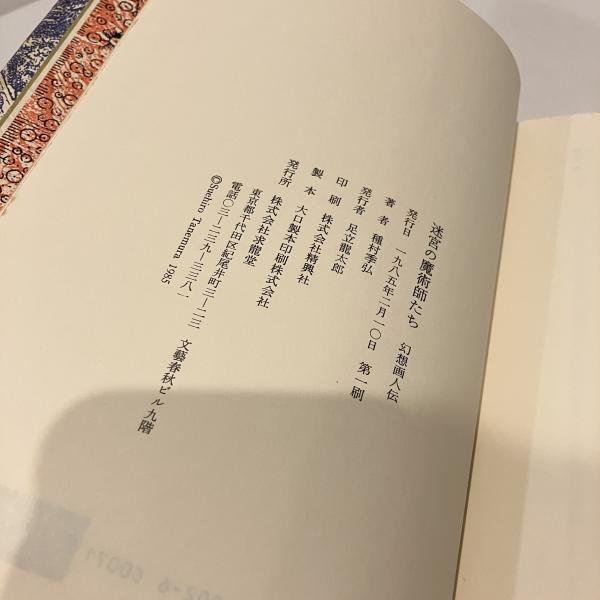 迷宮の魔術師たち 幻想画人伝
発行日 一九八五年二月一〇日 第一刷
著者 種村季弘
発行者 足立龍太郎
印刷 株式会社精興社
製本 大口製本印刷株式会社
発行所 株式会社求龍堂
東京都千代田区紀尾井町三—二三 文藝春秋ビル九階
電話〇三—二三九—三三八一
©Suehiro Tanemura 1985